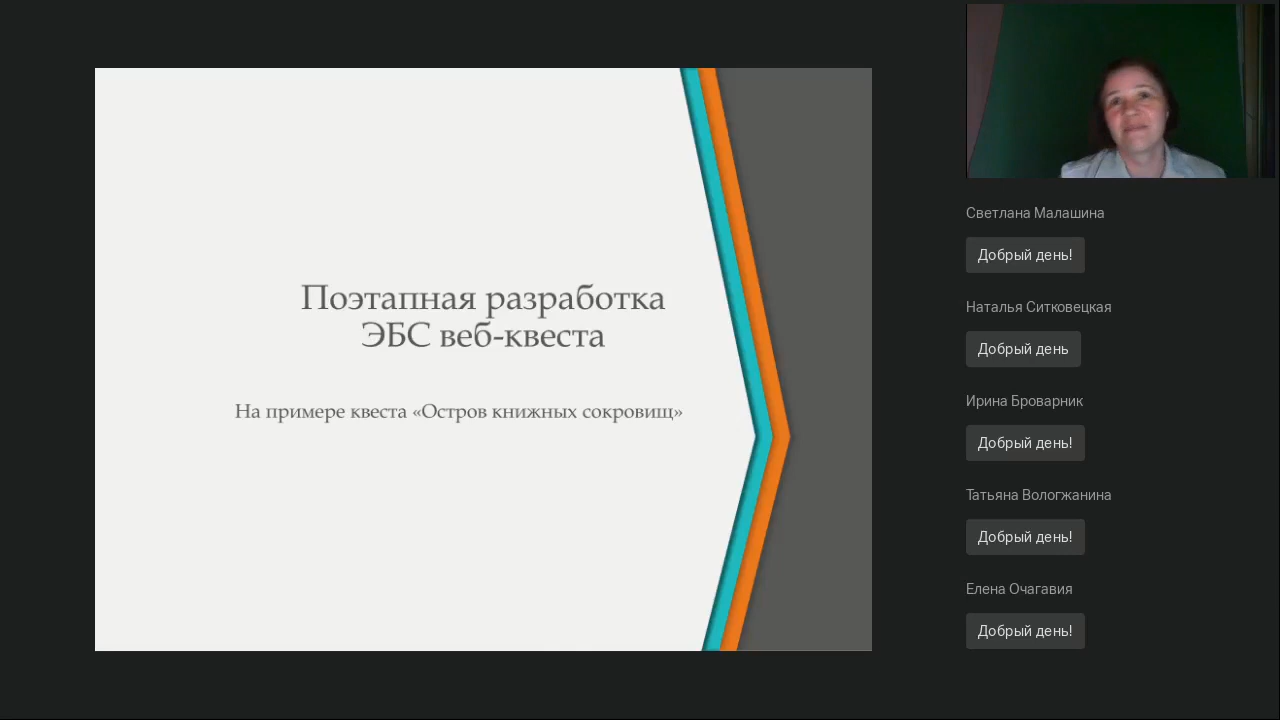 Поэтапная разработка
ЭБС веб-квеста
На примере квеста «Остров книжных сокровищ»
Светлана Малашина
Добрый день!
Наталья Ситковецкая
Добрый день
Ирина Броварник
Добрый день!
Татьяна Вологжанина
Добрый день!
Елена Очагавия
Добрый день!